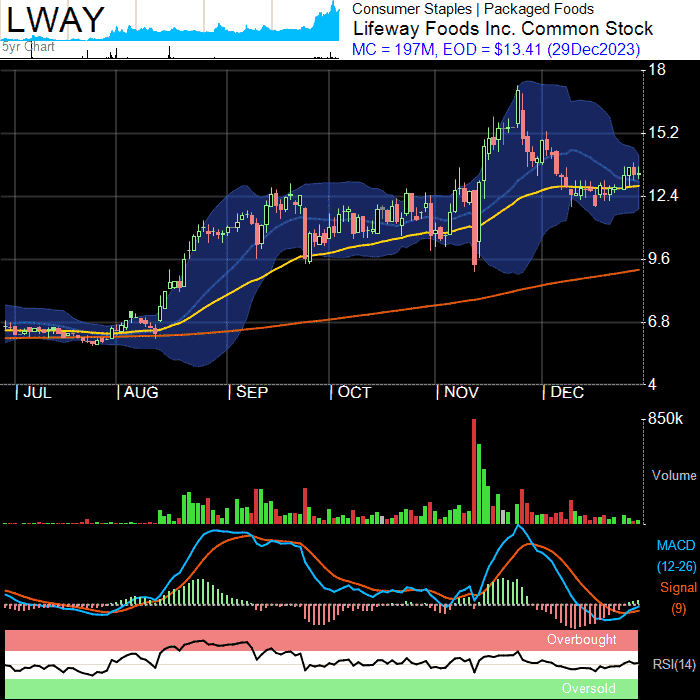 LWAY
5yr Chart
Consumer Staples | Packaged Foods
Lifeway Foods Inc. Common Stock
MC = 197M, EOD = $13.41 (29Dec2023)
18
15.2
12.4
9.6
6.8
4
JUL AUG SEP OCT NOV DEC
850k
Volume
MACD
(12-26)
Signal
(9)
Overbought
RSI(14)
Oversold